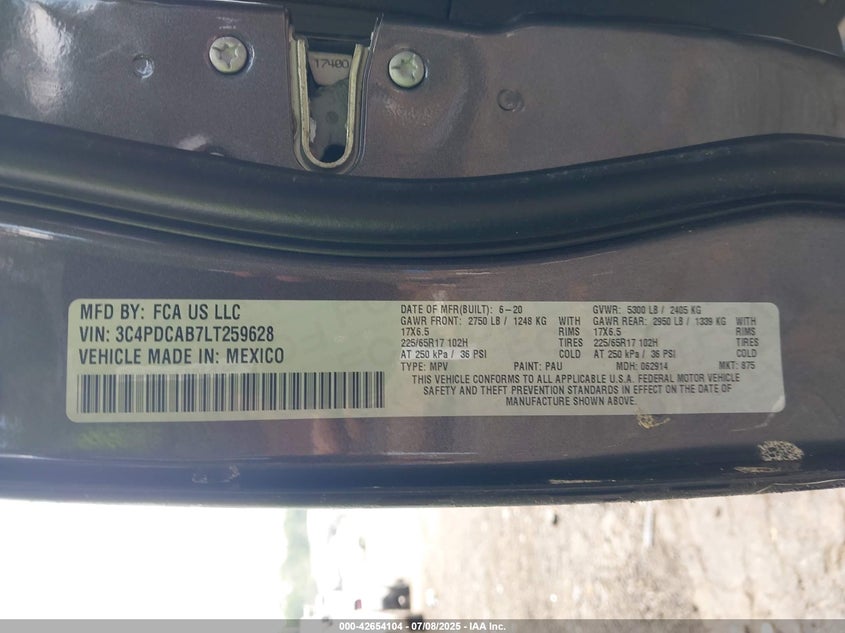 17400
MFD BY: FCA US LLC
VIN: 3C4PDCAB7LT259628
VEHICLE MADE IN: MEXICO
DATE OF MFR(BUILT): 6-20 GVWR: 5300 LB / 2405 KG
GAWR FRONT: 2750 LB / 1248 KG WITH GAWR REAR: 2950 LB / 1339 KG WITH
17X6.5 RIMS 17X6.5 RIMS
225/65R17 102H TIRES 225/65R17 102H TIRES
AT 250 kPa / 36 PSI COLD AT 250 kPa / 36 PSI COLD
TYPE: MPV PAINT: PAU MDH: 062914 MKT: 875
THIS VEHICLE CONFORMS TO ALL APPLICABLE U.S.A. FEDERAL MOTOR VEHICLE
SAFETY AND THEFT PREVENTION STANDARDS IN EFFECT ON THE DATE OF
MANUFACTURE SHOWN ABOVE.
000-42654104 - 07/08/2025 - IAA Inc.